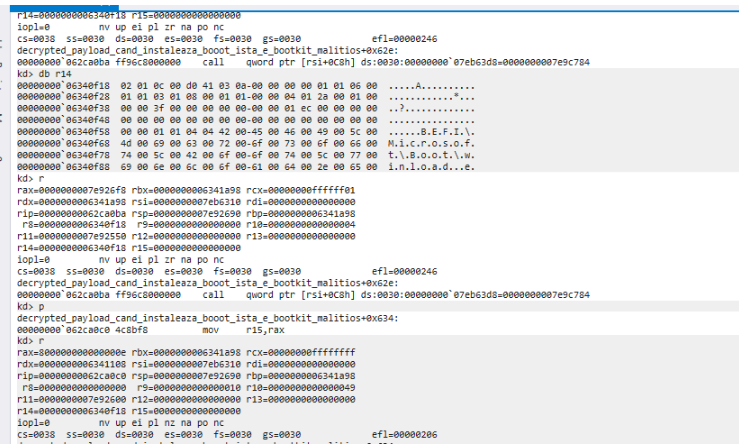 r14=0000000006340f18 r15=0000000000000000
iopl=0 nv up ei pl zr na po nc
cs=0038 ss=0030 ds=0030 es=0030 fs=0030 gs=0030 efl=00000246
decrypted_payload_cand_instaleaza_booot_ista_e_bootkit_malitios+0x62e:
00000000`062ca0ba ff96c8000000 call qword ptr [rsi+0C8h] ds:0030:00000000`07eb63d8=0000000007e9c784
kd> db r14
00000000`06340f18 02 01 0c 00 d0 41 03 0a-00 00 00 00 01 01 06 00 .....A..........
00000000`06340f28 01 01 03 01 08 00 01 01-00 00 04 01 2a 00 01 00 ............*...
00000000`06340f38 00 00 3f 00 00 00 00 00-00 00 01 ec 00 00 00 00 ..?.............
00000000`06340f48 00 00 00 00 00 00 00 00-00 00 00 00 00 00 00 00 ................
00000000`06340f58 00 00 01 01 04 04 42 00-45 00 46 00 49 00 5c 00 ......B.E.F.I.\.
00000000`06340f68 4d 00 69 00 63 00 72 00-6f 00 73 00 6f 00 66 00 M.i.c.r.o.s.o.f.
00000000`06340f78 74 00 5c 00 42 00 6f 00-6f 00 74 00 5c 00 77 00 t.\.B.o.o.t.\.w.
00000000`06340f88 69 00 6e 00 6c 00 6f 00-61 00 64 00 2e 00 65 00 i.n.l.o.a.d...e.
kd> r
rax=0000000007e926f8 rbx=0000000006341a98 rcx=00000000ffffff01
rdx=0000000006341a98 rsi=0000000007eb6310 rdi=0000000000000000
rip=00000000062ca0ba rsp=0000000007e92690 rbp=0000000006341a98
r8=0000000006340f18 r9=0000000000000000 r10=0000000000000004
r11=0000000007e92550 r12=0000000000000000 r13=0000000000000000
r14=0000000006340f18 r15=0000000000000000
iopl=0 nv up ei pl zr na po nc
cs=0038 ss=0030 ds=0030 es=0030 fs=0030 gs=0030 efl=00000246
decrypted_payload_cand_instaleaza_booot_ista_e_bootkit_malitios+0x62e:
00000000`062ca0ba ff96c8000000 call qword ptr [rsi+0C8h] ds:0030:00000000`07eb63d8=0000000007e9c784
kd> p
decrypted_payload_cand_instaleaza_booot_ista_e_bootkit_malitios+0x634:
00000000`062ca0c0 4c8bf8 mov r15,rax
kd> r
rax=800000000000000e rbx=0000000006341a98 rcx=00000000ffffffff
rdx=0000000006341108 rsi=0000000007eb6310 rdi=0000000000000000
rip=00000000062ca0c0 rsp=0000000007e92690 rbp=0000000006341a98
r8=0000000000000000 r9=0000000000000010 r10=0000000000000049
r11=0000000007e92600 r12=0000000000000000 r13=0000000000000000
r14=0000000006340f18 r15=0000000000000000
iopl=0 nv up ei pl nz na po nc
cs=0038 ss=0030 ds=0030 es=0030 fs=0030 gs=0030 efl=00000206